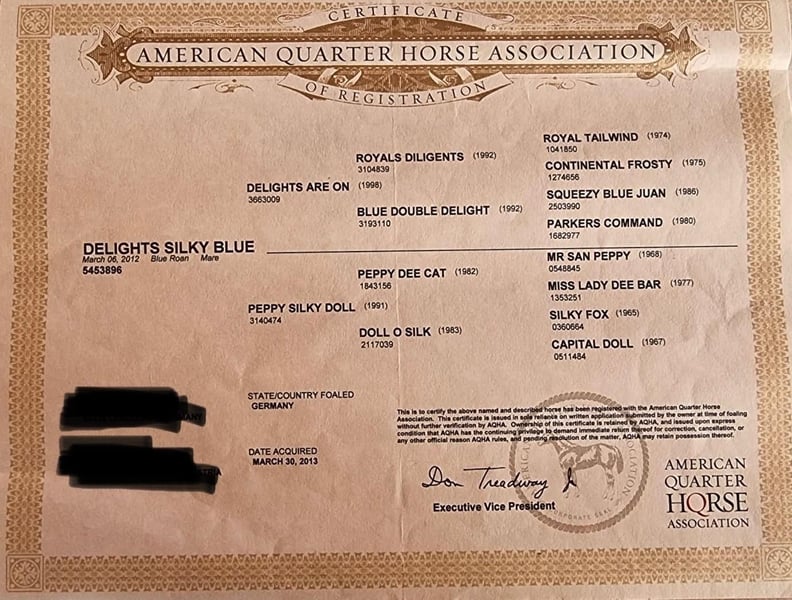 CERTIFICATE
AMERICAN QUARTER HORSE ASSOCIATION
OF REGISTRATION
ROYAL TAILWIND (1974)
1041850
ROYALS DILIGENTS (1992)
3104839
CONTINENTAL FROSTY (1975)
1274656
DELIGHTS ARE ON (1998)
3663009
SQUEEZY BLUE JUAN (1986)
2503990
BLUE DOUBLE DELIGHT (1992)
3193110
PARKERS COMMAND (1980)
1682977
DELIGHTS SILKY BLUE
March 06, 2012 Blue Roan Mare
5453896
MR SAN PEPPY (1968)
0548845
PEPPY DEE CAT (1982)
1843156
MISS LADY DEE BAR (1977)
1353251
PEPPY SILKY DOLL (1991)
3140474
SILKY FOX (1965)
0360664
DOLL O SILK (1983)
2117039
CAPITAL DOLL (1967)
0511484
STATE/COUNTRY FOALED
GERMANY
DATE ACQUIRED
MARCH 30, 2013
This is to certify the above named and described horse has been registered with the American Quarter Horse
Association. This certificate is issued in sole reliance on written application submitted by the owner at time of foaling
without further verification by AQHA. Ownership of this certificate is retained by AQHA, and issued upon express
condition that AQHA has the continuing privilege to demand immediate return thereof for correction, cancellation, or
any other official reason AQHA rules, and pending resolution of the matter, AQHA may retain possession thereof.
Don Treadway Jr
Executive Vice President
CORPORATE SEAL
AMERICAN
QUARTER
HORSE
ASSOCIATION